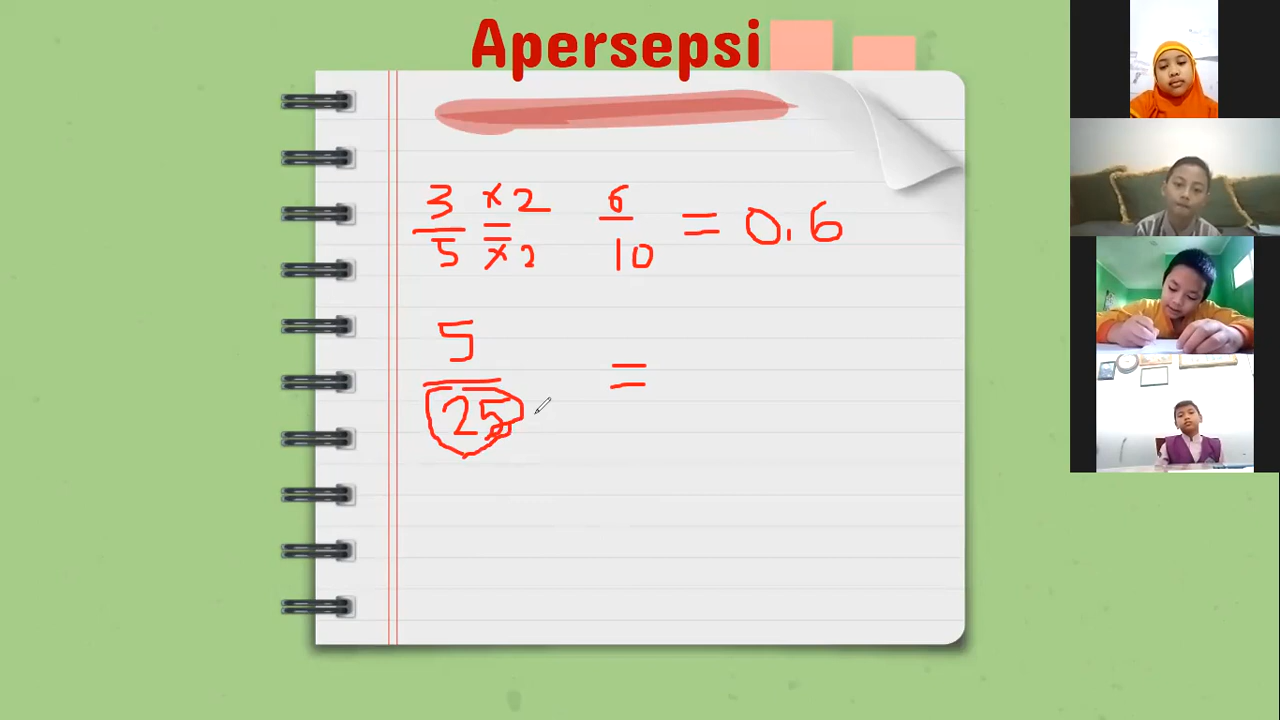 Apersepsi
3 × 2 6
— = — = 0.6
5 × 2 10
5
— =
25